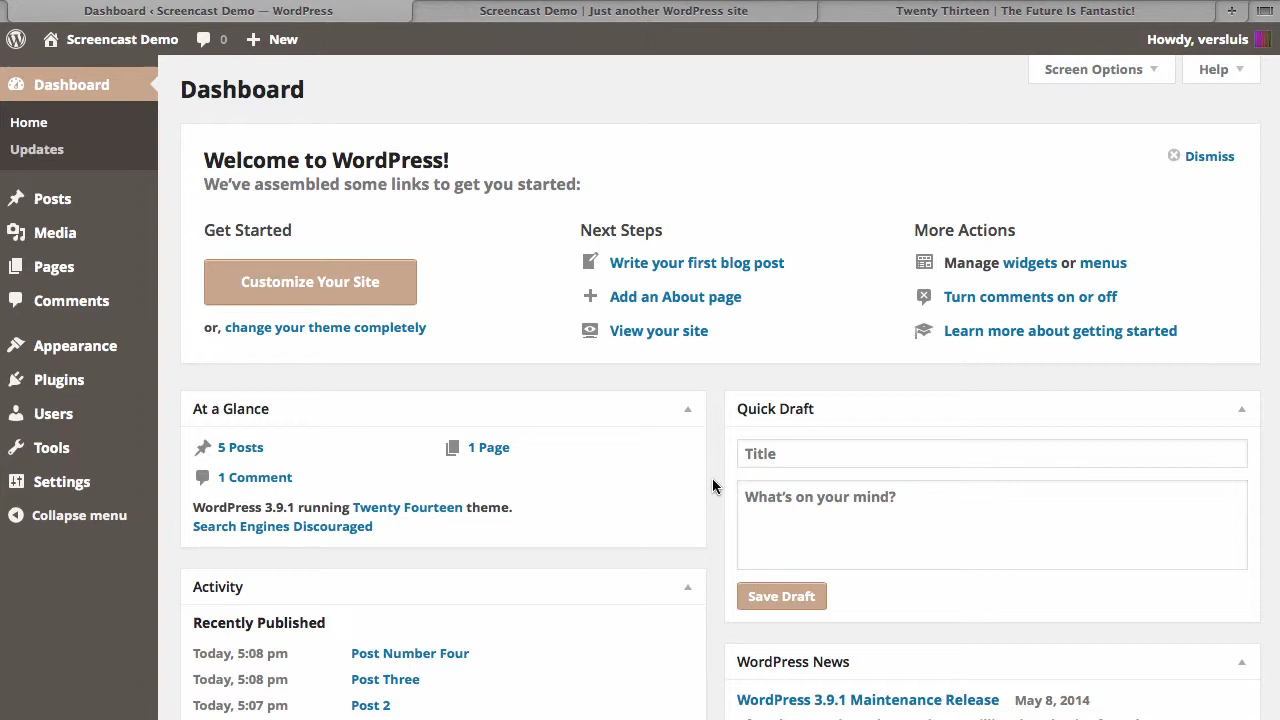 Dashboard ‹ Screencast Demo — WordPress
Screencast Demo | Just another WordPress site
Twenty Thirteen | The Future Is Fantastic!
Screencast Demo 0 + New
Howdy, versluis
Dashboard
Home
Updates
Posts
Media
Pages
Comments
Appearance
Plugins
Users
Tools
Settings
Collapse menu
Screen Options
Help
Dashboard
Welcome to WordPress!
We've assembled some links to get you started:
Dismiss
Get Started
Customize Your Site
or, change your theme completely
Next Steps
Write your first blog post
Add an About page
View your site
More Actions
Manage widgets or menus
Turn comments on or off
Learn more about getting started
At a Glance
5 Posts
1 Page
1 Comment
WordPress 3.9.1 running Twenty Fourteen theme.
Search Engines Discouraged
Activity
Recently Published
Today, 5:08 pm Post Number Four
Today, 5:08 pm Post Three
Today, 5:07 pm Post 2
Quick Draft
Title
What's on your mind?
Save Draft
WordPress News
WordPress 3.9.1 Maintenance Release May 8, 2014